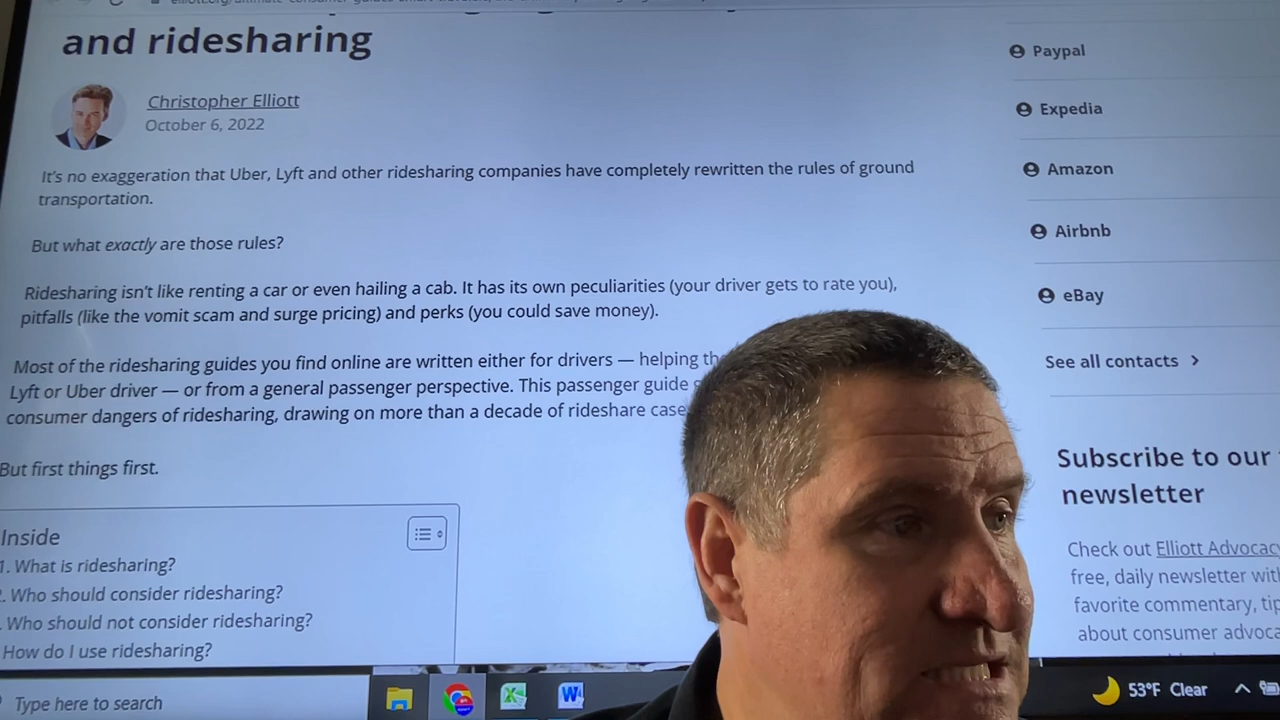 and ridesharing
Christopher Elliott
October 6, 2022
It's no exaggeration that Uber, Lyft and other ridesharing companies have completely rewritten the rules of ground
transportation.
But what exactly are those rules?
Ridesharing isn't like renting a car or even hailing a cab. It has its own peculiarities (your driver gets to rate you),
pitfalls (like the vomit scam and surge pricing) and perks (you could save money).
Most of the ridesharing guides you find online are written either for drivers — helping
Lyft or Uber driver — or from a general passenger perspective. This passenger guide
consumer dangers of ridesharing, drawing on more than a decade of rideshare case
But first things first.
Inside
1. What is ridesharing?
. Who should consider ridesharing?
. Who should not consider ridesharing?
How do I use ridesharing?
Paypal
Expedia
Amazon
Airbnb
eBay
See all contacts
Subscribe to our
newsletter
Check out Elliott Advocacy
free, daily newsletter with
favorite commentary, tip
about consumer advoca
Type here to search
53°F Clear